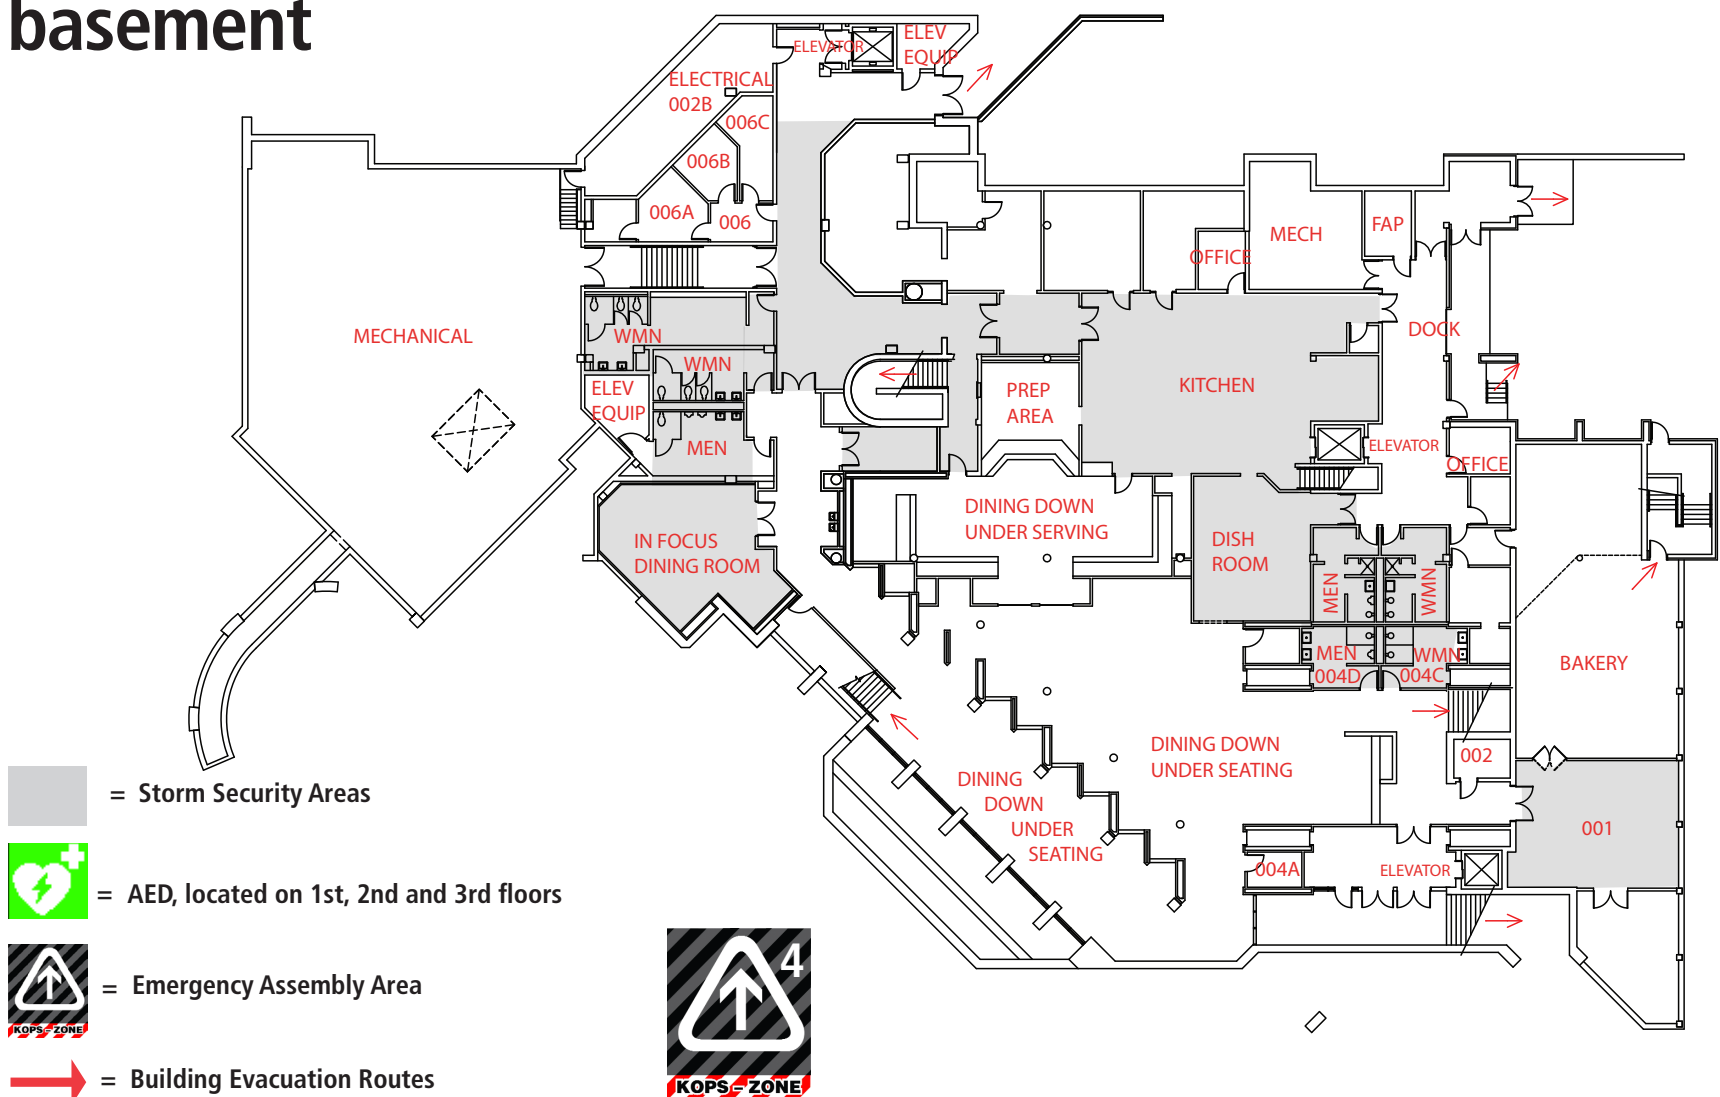 basement
ELEVATOR
ELEV
EQUIP
ELECTRICAL
002B
006C
006B
006A
006
MECH
FAP
OFFICE
MECHANICAL
WMN
WMN
DOCK
ELEV
EQUIP
PREP
AREA
KITCHEN
MEN
ELEVATOR
OFFICE
DINING DOWN
UNDER SERVING
IN FOCUS
DINING ROOM
DISH
ROOM
MEN
WMN
MEN
004D
WMN
004C
BAKERY
DINING DOWN
UNDER SEATING
002
DINING
DOWN
UNDER
SEATING
001
004A
ELEVATOR
= Storm Security Areas
= AED, located on 1st, 2nd and 3rd floors
= Emergency Assembly Area
KOPS - ZONE
= Building Evacuation Routes
4
KOPS - ZONE